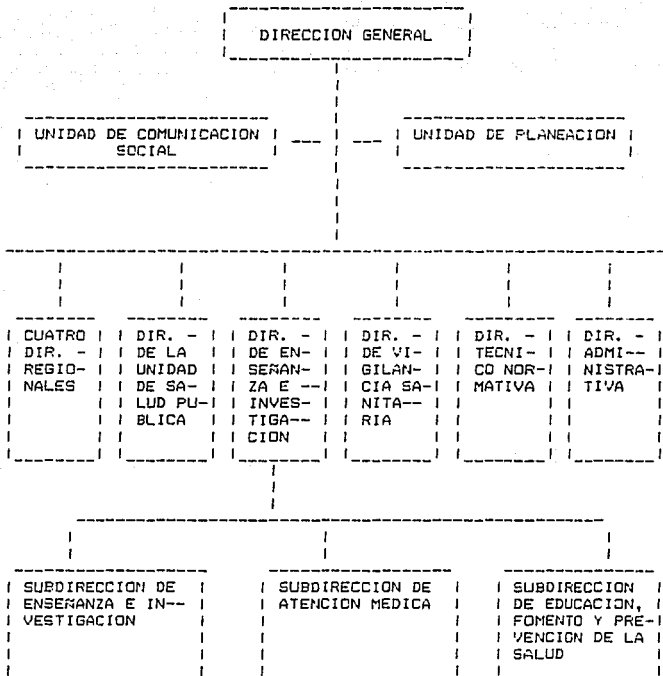 DIRECCION GENERAL
UNIDAD DE COMUNICACION
SOCIAL
UNIDAD DE PLANEACION
CUATRO
DIR. -
REGIO-
NALES
DIR. -
DE LA
UNIDAD
DE SA-
LUD PU-
BLICA
DIR. -
DE EN-
SEÑAN-
ZA E --
INVES-
TIGA--
CION
DIR. -
DE VI-
GILAN-
CIA SA-
NITA--
RIA
DIR. -
TECNI-
CO NOR-
MATIVA
DIR. -
ADMI--
NISTRA-
TIVA
SUBDIRECCION DE
ENSEÑANZA E IN--
VESTIGACION
SUBDIRECCION DE
ATENCION MEDICA
SUBDIRECCION
DE EDUCACION,
FOMENTO Y PRE-
VENCION DE LA
SALUD